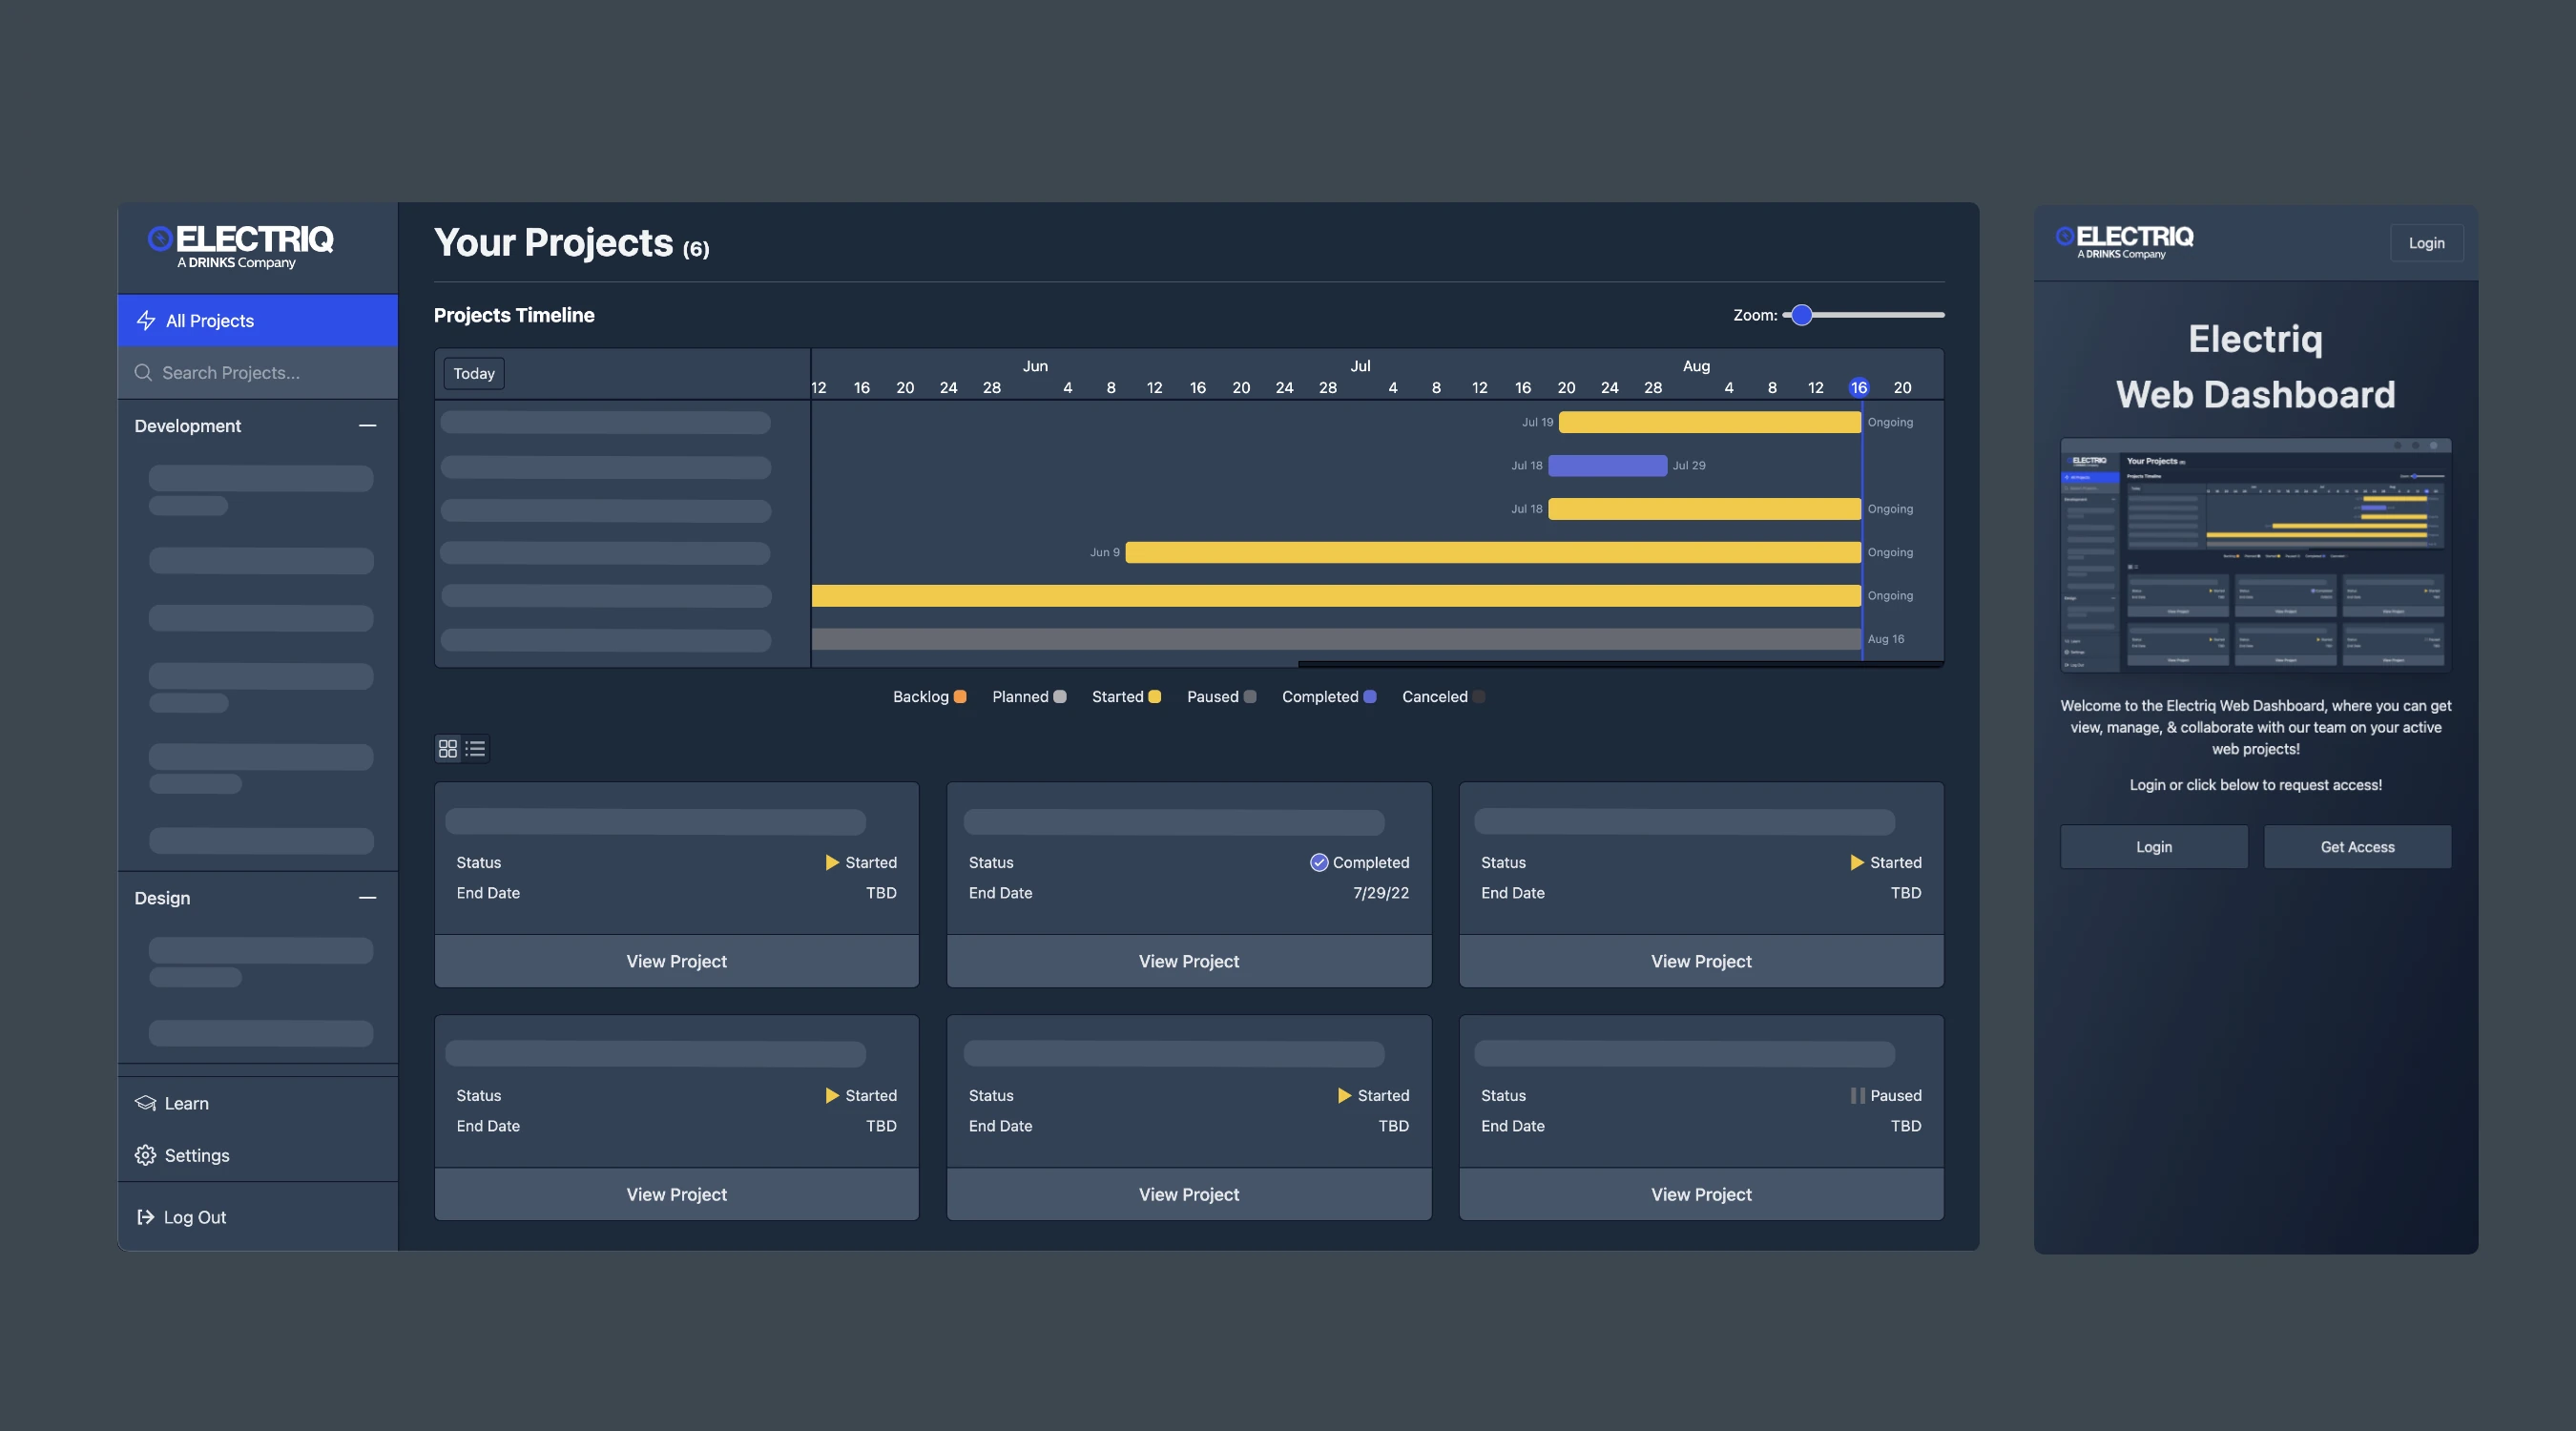 ELECTRIQ
A DRINKS Company
All Projects
Search Projects...
Development
Design
Learn
Settings
Log Out
Your Projects (6)
Projects Timeline
Zoom:
Today
Jun Jul Aug
12 16 20 24 28 4 8 12 16 20 24 28 4 8 12 16 20 24 28 4 8 12 16 20
Jul 19 Ongoing
Jul 18 Jul 29
Jul 18 Ongoing
Jun 9 Ongoing
Ongoing
Aug 16
Backlog Planned Started Paused Completed Canceled
Status Started
End Date TBD
View Project
Status Completed
End Date 7/29/22
View Project
Status Started
End Date TBD
View Project
Status Started
End Date TBD
View Project
Status Started
End Date TBD
View Project
Status Paused
End Date TBD
View Project
ELECTRIQ
A DRINKS Company
Login
Electriq
Web Dashboard
ELECTRIQ
Your Projects
Projects Timeline
Welcome to the Electriq Web Dashboard, where you can get
view, manage, & collaborate with our team on your active
web projects!
Login or click below to request access!
Login
Get Access